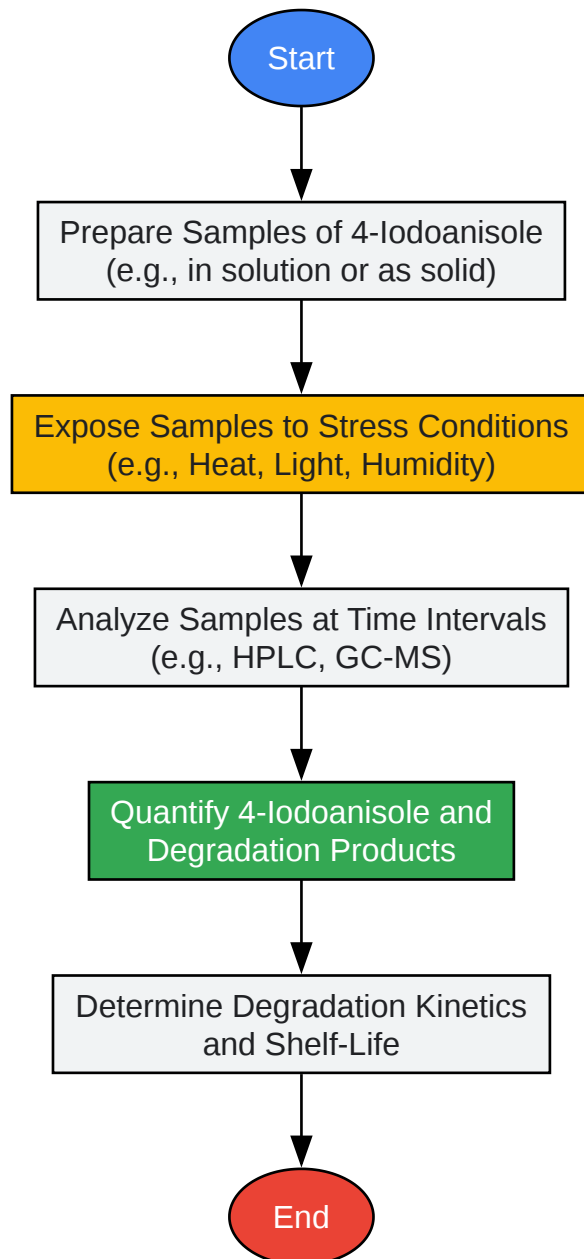 Start
Prepare Samples of 4-Iodoanisole
(e.g., in solution or as solid)
Expose Samples to Stress Conditions
(e.g., Heat, Light, Humidity)
Analyze Samples at Time Intervals
(e.g., HPLC, GC-MS)
Quantify 4-Iodoanisole and
Degradation Products
Determine Degradation Kinetics
and Shelf-Life
End